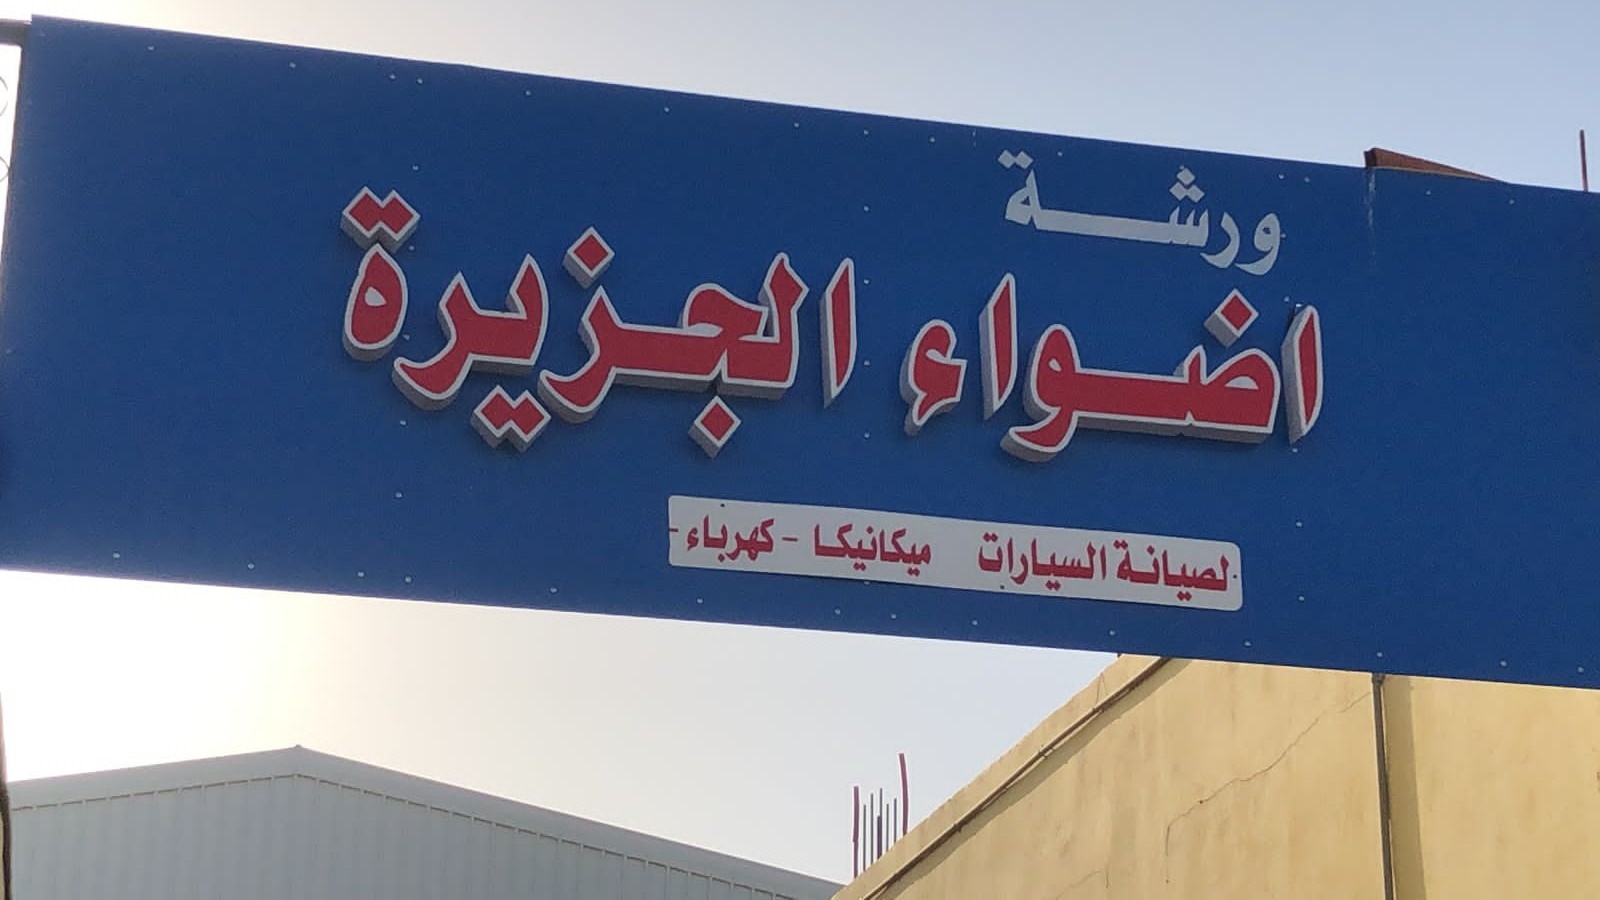 ورشة
اضواء الجزيرة
لصيانة السيارات ميكانيكا - كهرباء -